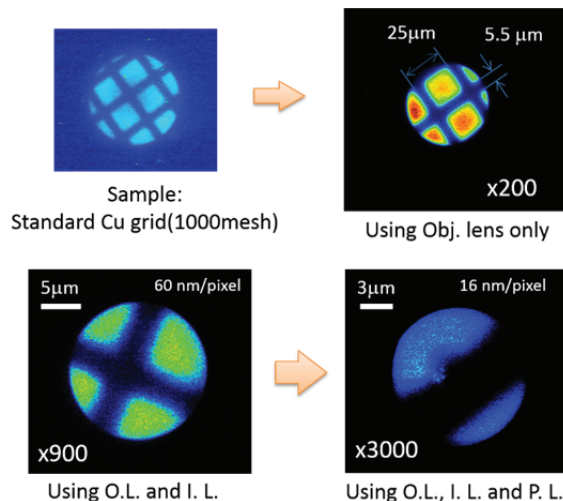 25μm
5.5 μm
x200
Sample:
Standard Cu grid(1000mesh)
Using Obj. lens only
5μm
60 nm/pixel
x900
Using O.L. and I. L.
3μm
16 nm/pixel
x3000
Using O.L., I. L. and P. L.